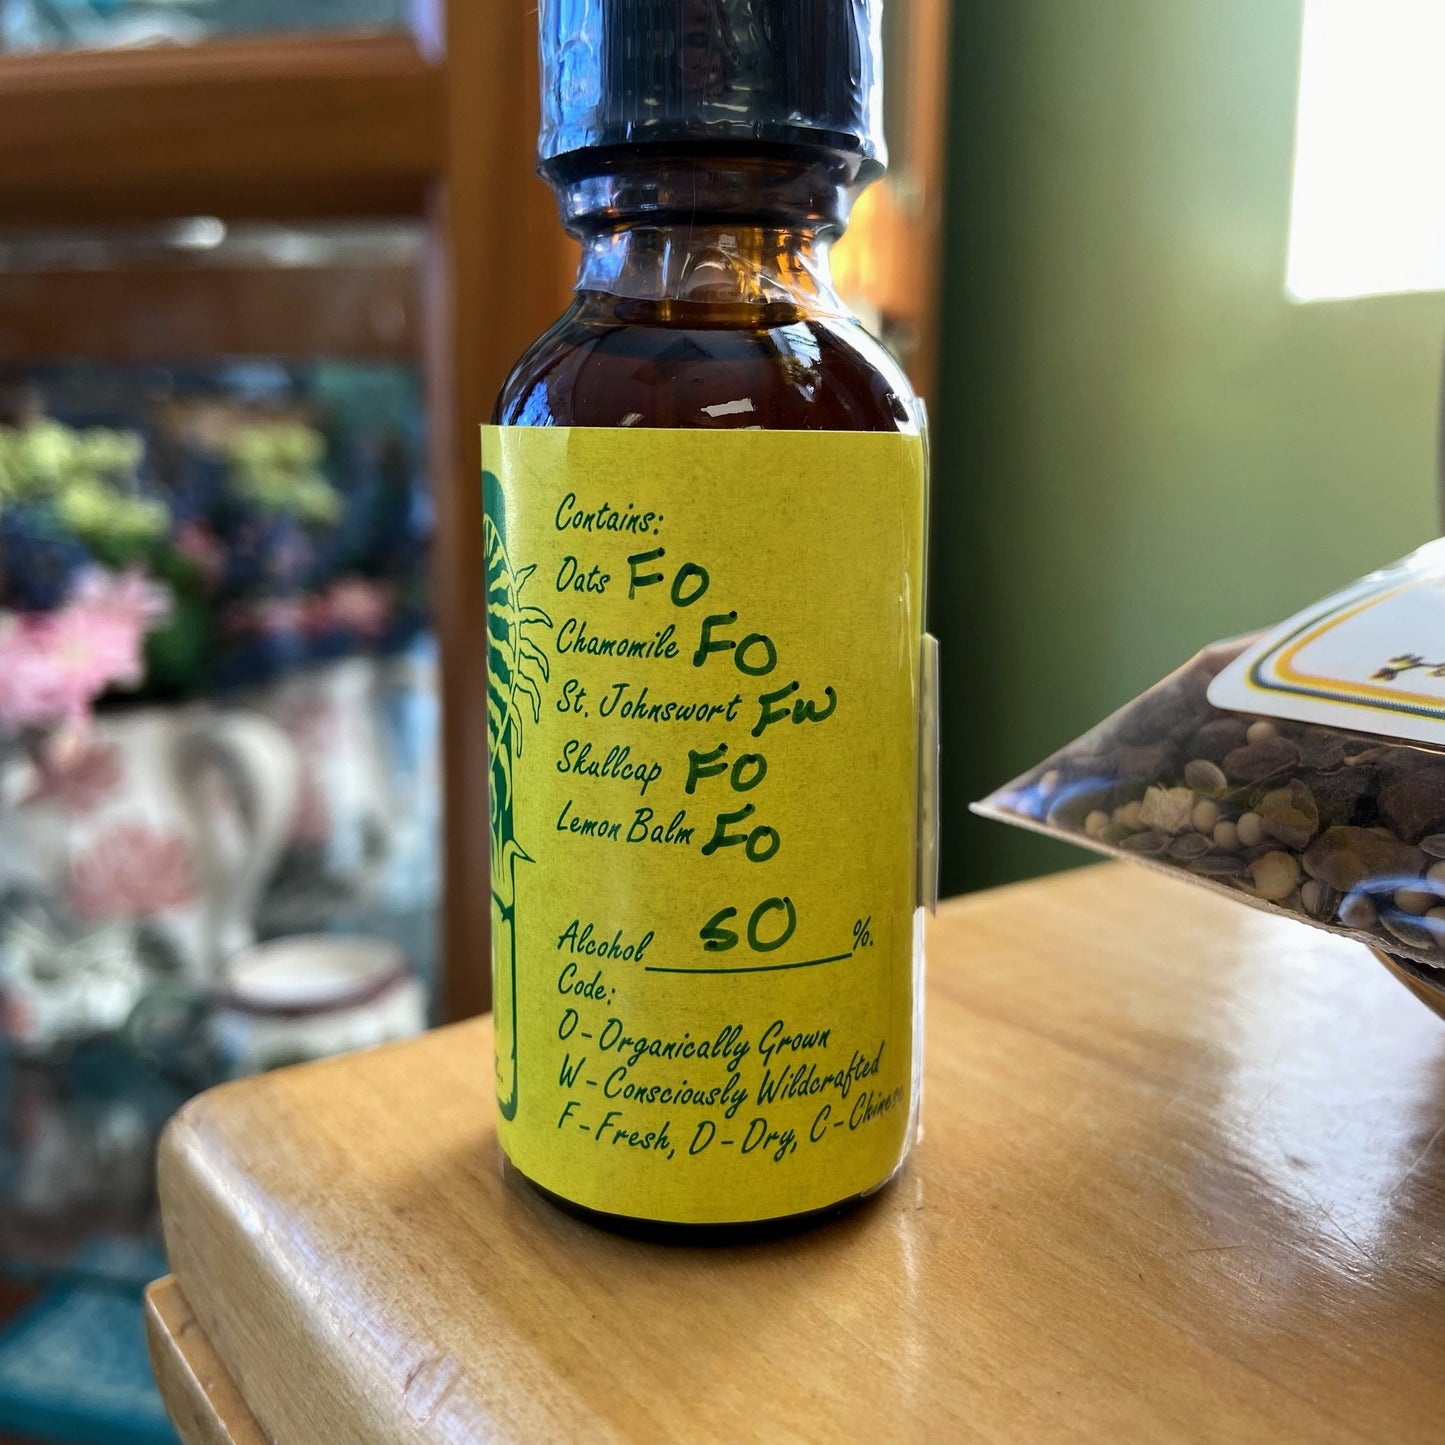 Contains:
Oats FO
Chamomile FO
St. Johnswort FW
Skullcap FO
Lemon Balm FO
Alcohol 50 %.
Code:
O - Organically Grown
W - Consciously Wildcrafted
F - Fresh, D - Dry, C - Chinese